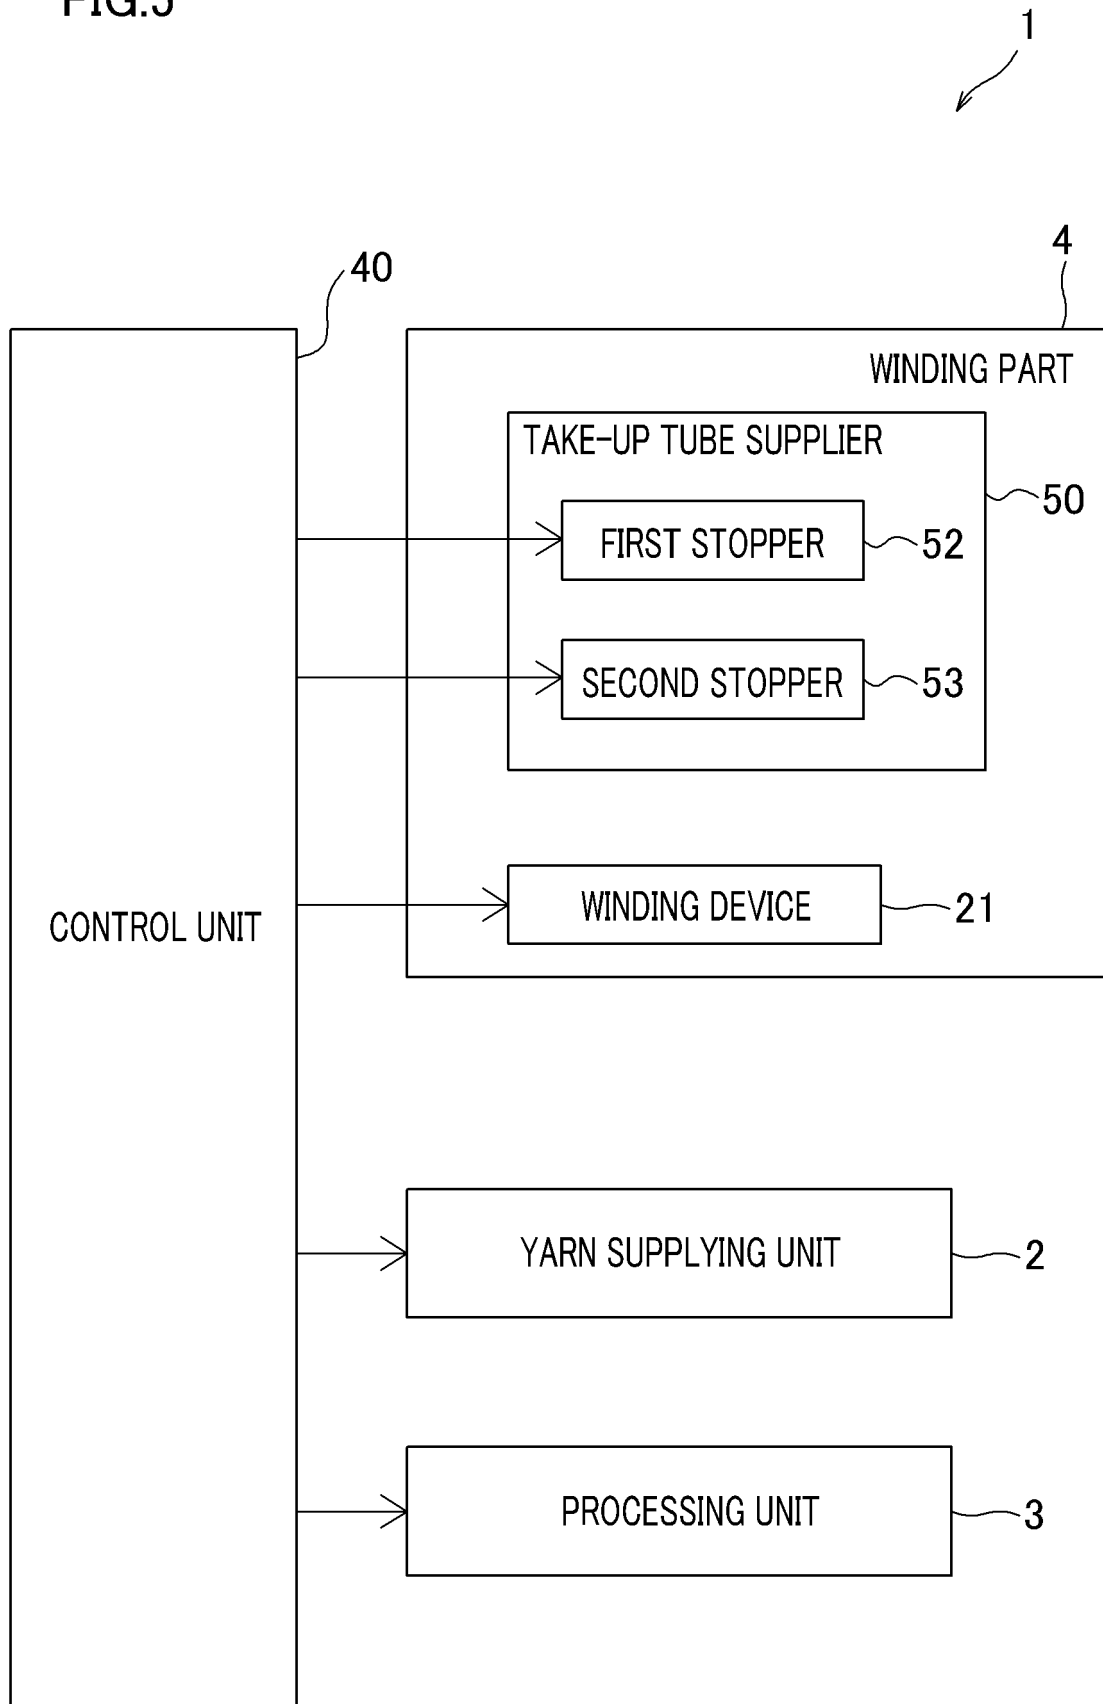 1
4
40
WINDING PART
TAKE-UP TUBE SUPPLIER
50
FIRST STOPPER
52
SECOND STOPPER
53
WINDING DEVICE
21
CONTROL UNIT
YARN SUPPLYING UNIT
2
PROCESSING UNIT
3